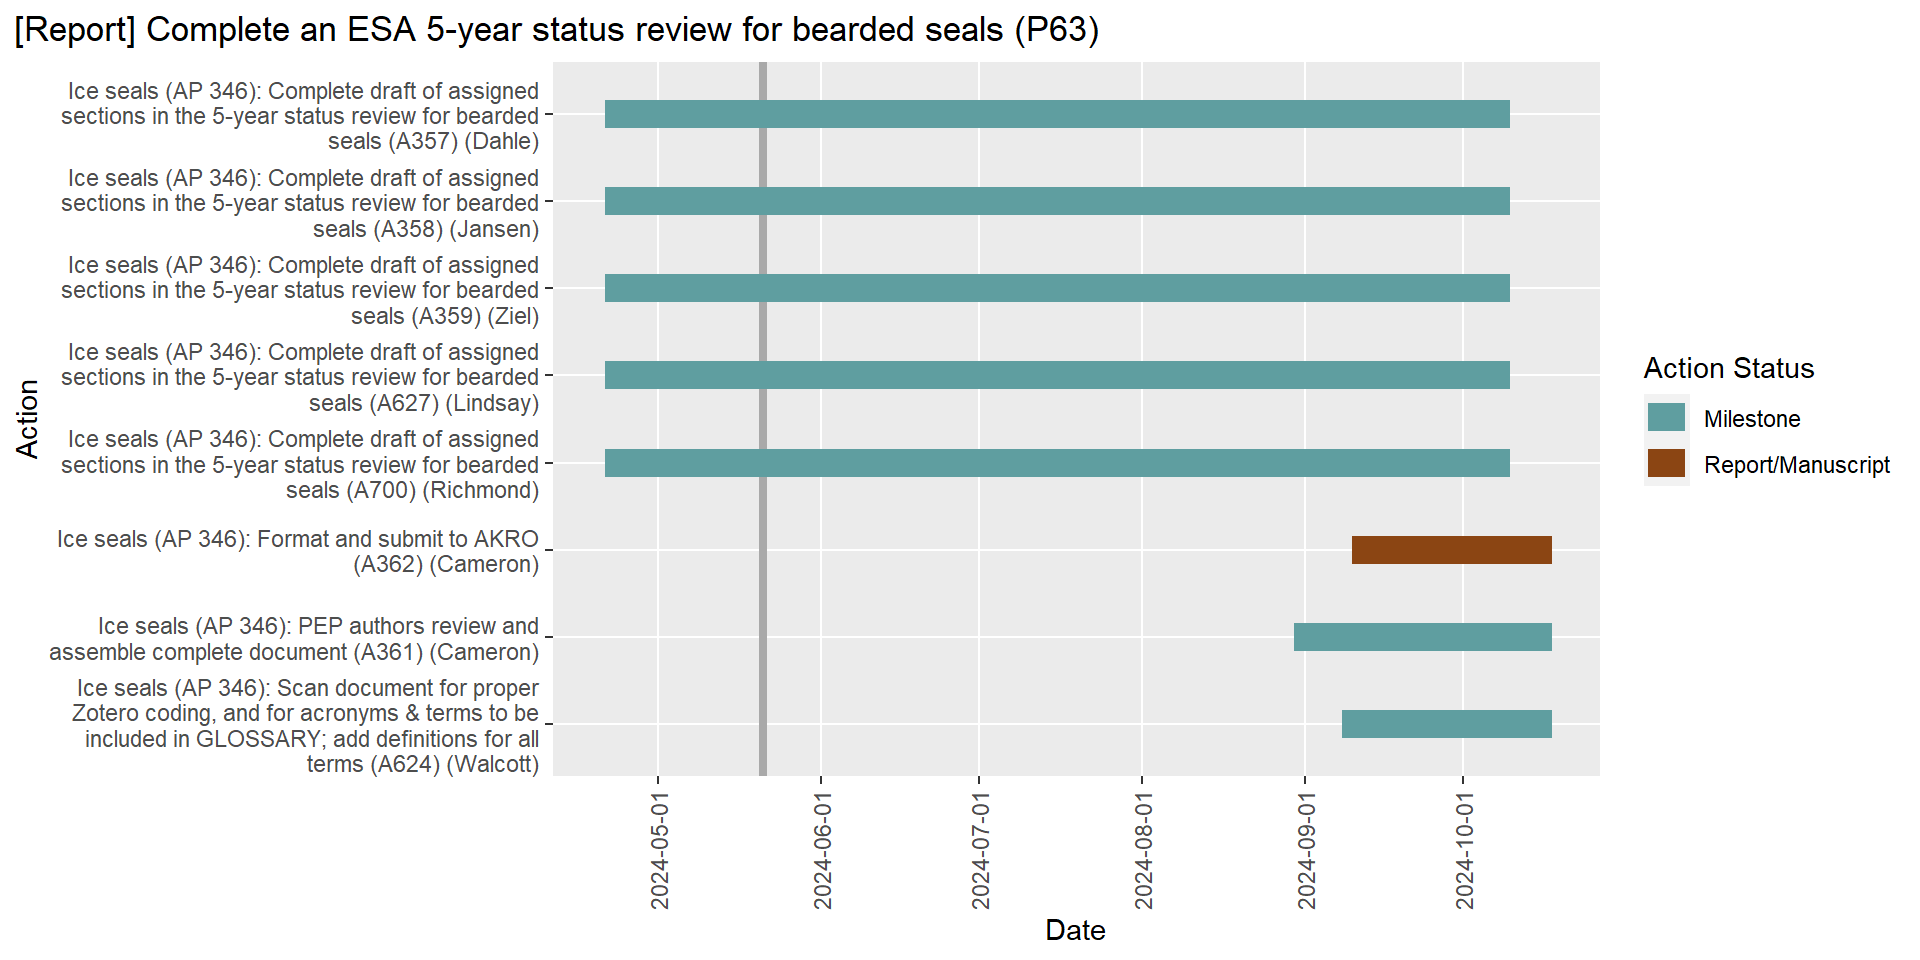 [Report] Complete an ESA 5-year status review for bearded seals (P63)
Ice seals (AP 346): Complete draft of assigned
sections in the 5-year status review for bearded
seals (A357) (Dahle)
Ice seals (AP 346): Complete draft of assigned
sections in the 5-year status review for bearded
seals (A358) (Jansen)
Ice seals (AP 346): Complete draft of assigned
sections in the 5-year status review for bearded
seals (A359) (Ziel)
Ice seals (AP 346): Complete draft of assigned
sections in the 5-year status review for bearded
seals (A627) (Lindsay)
Ice seals (AP 346): Complete draft of assigned
sections in the 5-year status review for bearded
seals (A700) (Richmond)
Ice seals (AP 346): Format and submit to AKRO
(A362) (Cameron)
Ice seals (AP 346): PEP authors review and
assemble complete document (A361) (Cameron)
Ice seals (AP 346): Scan document for proper
Zotero coding, and for acronyms & terms to be
included in GLOSSARY; add definitions for all
terms (A624) (Walcott)
Action
2024-05-01
2024-06-01
2024-07-01
2024-08-01
2024-09-01
2024-10-01
Date
Action Status
Milestone
Report/Manuscript